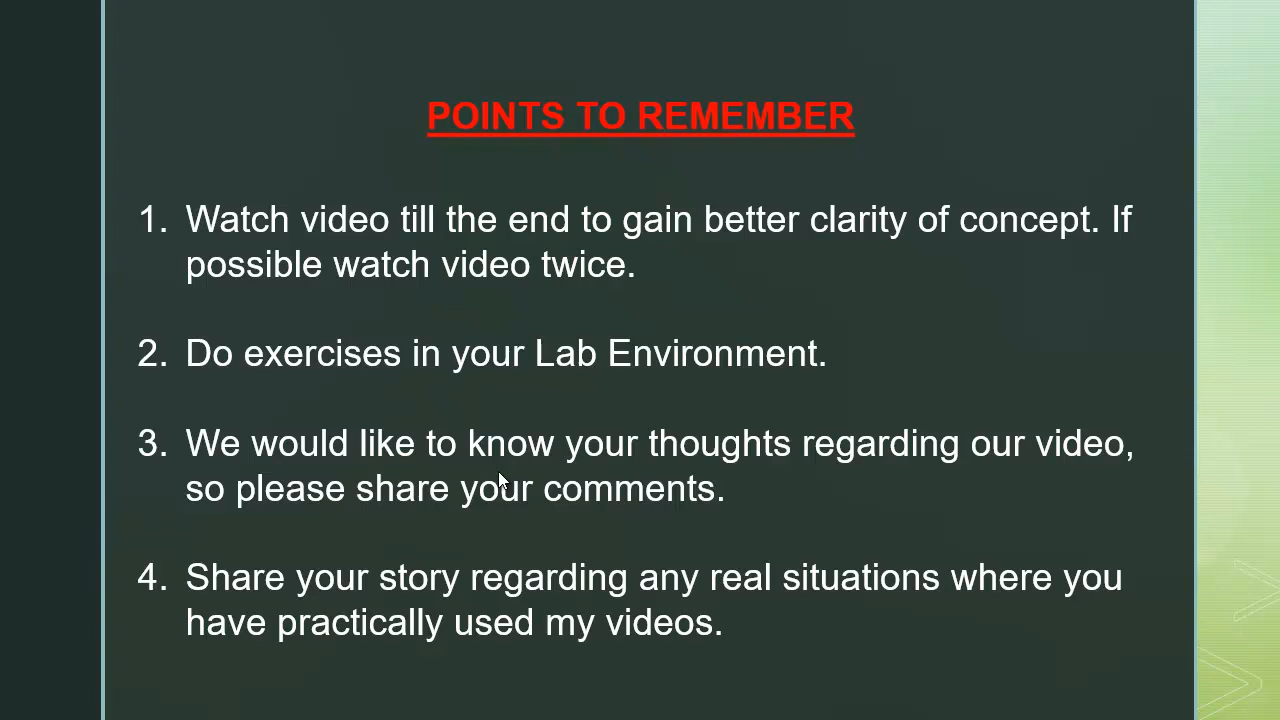 POINTS TO REMEMBER
1. Watch video till the end to gain better clarity of concept. If
possible watch video twice.
2. Do exercises in your Lab Environment.
3. We would like to know your thoughts regarding our video,
so please share your comments.
4. Share your story regarding any real situations where you
have practically used my videos.